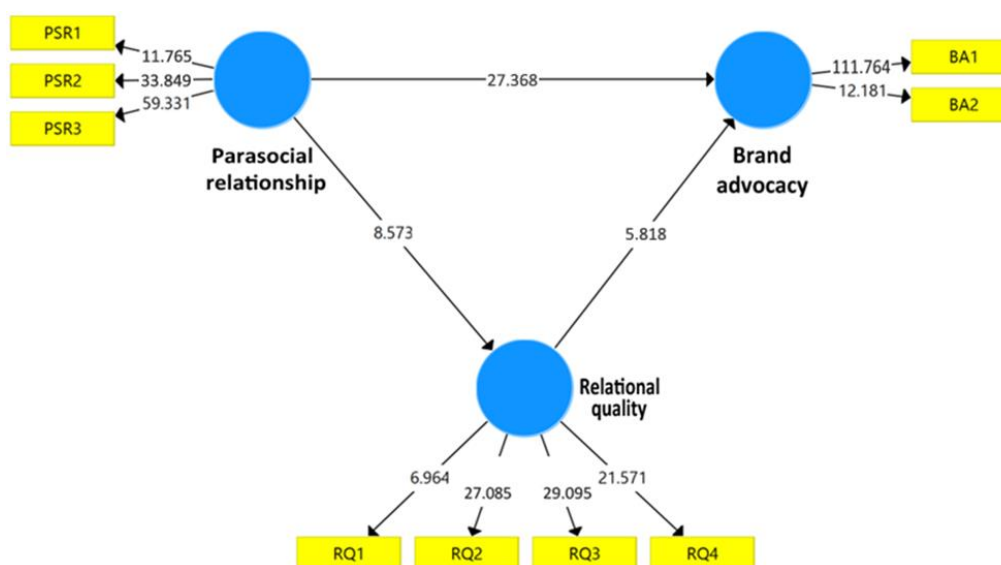 PSR1
PSR2
PSR3
11.765
33.849
59.331
Parasocial
relationship
27.368
Brand
advocacy
111.764
12.181
BA1
BA2
8.573
5.818
Relational
quality
6.964
27.085
29.095
21.571
RQ1
RQ2
RQ3
RQ4